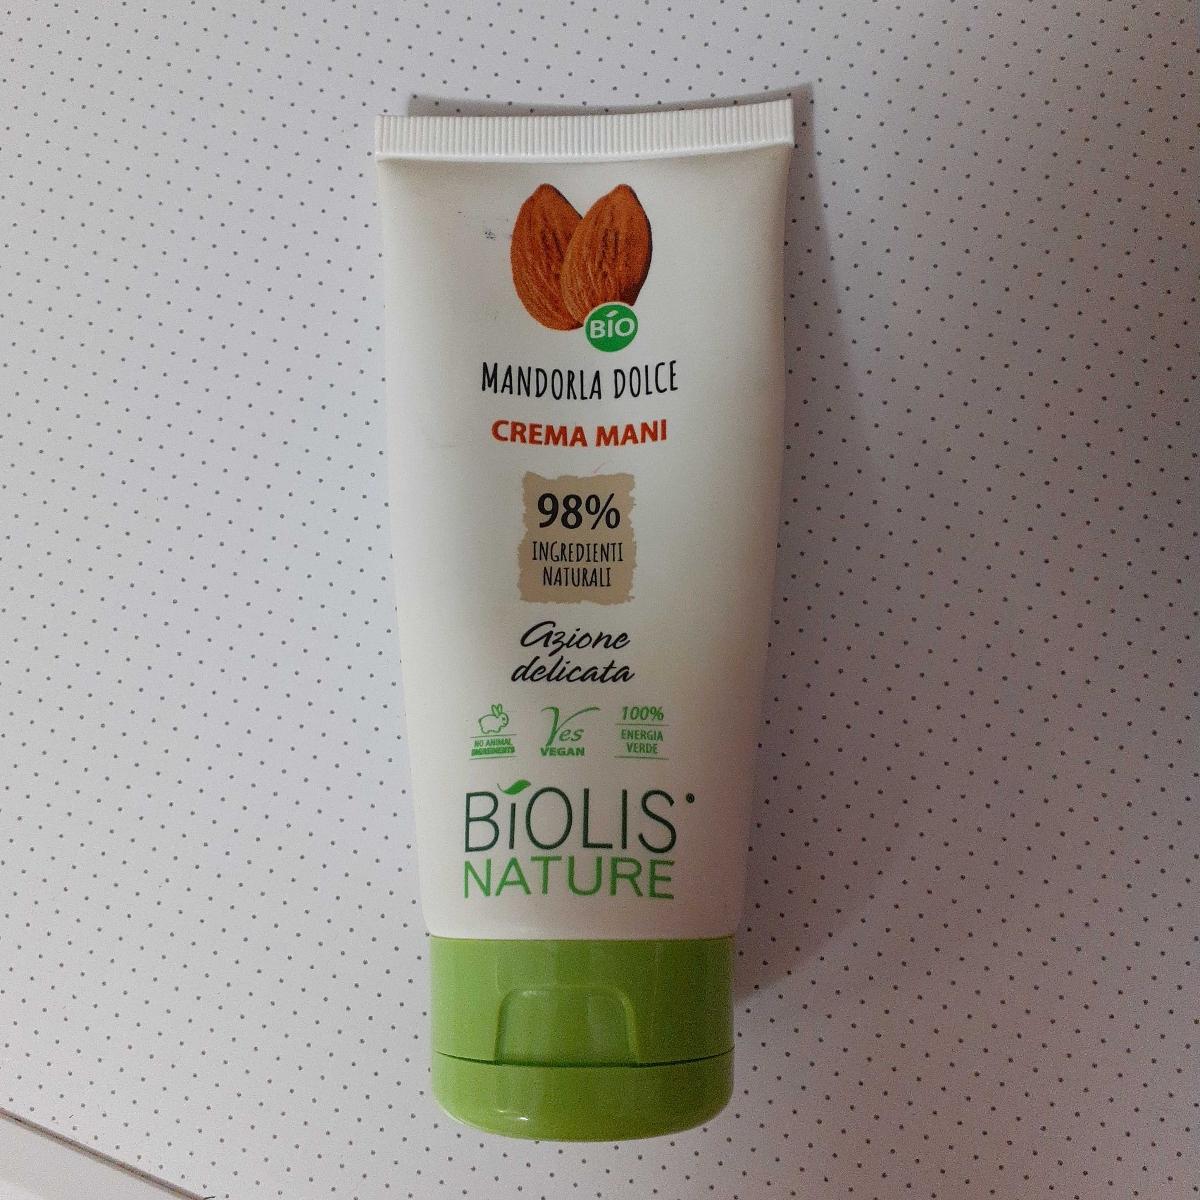 BIO
MANDORLA DOLCE
CREMA MANI
98%
INGREDIENTI
NATURALI
Azione
delicata
NO ANIMAL
INGREDIENTS
Yes
VEGAN
100%
ENERGIA
VERDE
BIOLIS®
NATURE